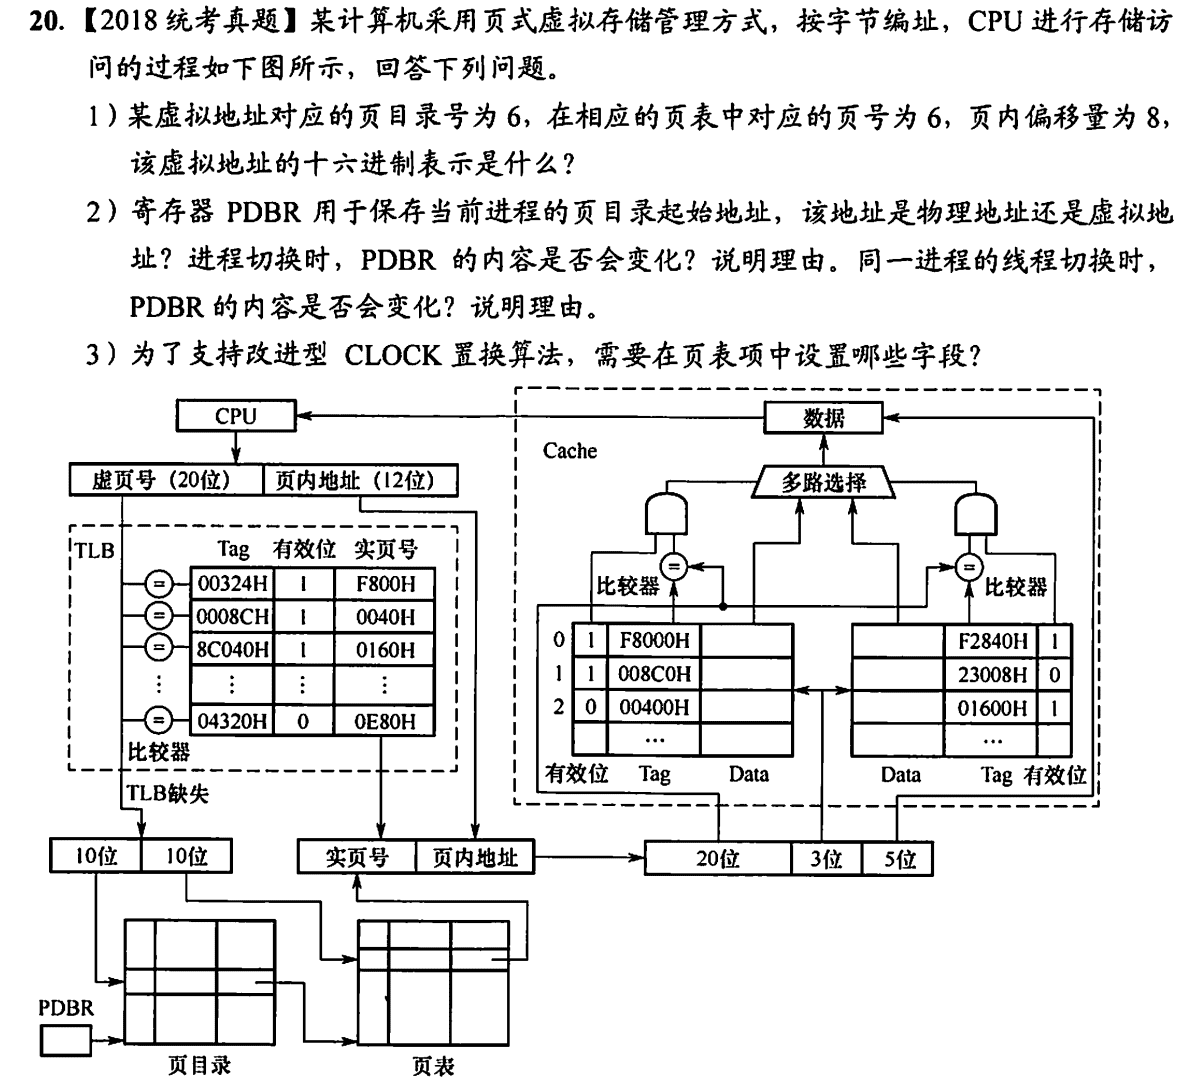 20. 【2018 统考真题】某计算机采用页式虚拟存储管理方式，按字节编址，CPU 进行存储访
问的过程如下图所示，回答下列问题。
1）某虚拟地址对应的页目录号为 6，在相应的页表中对应的页号为 6，页内偏移量为 8，
该虚拟地址的十六进制表示是什么？
2）寄存器 PDBR 用于保存当前进程的页目录起始地址，该地址是物理地址还是虚拟地
址？进程切换时，PDBR 的内容是否会变化？说明理由。同一进程的线程切换时，
PDBR 的内容是否会变化？说明理由。
3）为了支持改进型 CLOCK 置换算法，需要在页表项中设置哪些字段？
CPU
虚页号（20位） 页内地址（12位）
TLB
Tag 有效位 实页号
= 00324H 1 F800H
= 0008CH 1 0040H
= 8C040H 1 0160H
⋮ ⋮ ⋮ ⋮
= 04320H 0 0E80H
比较器
TLB缺失
Cache
数据
多路选择
比较器 = = 比较器
0 1 F8000H F2840H 1
1 1 008C0H 23008H 0
2 0 00400H 01600H 1
… …
有效位 Tag Data Data Tag 有效位
10位 10位
实页号 页内地址
20位 3位 5位
PDBR
页目录
页表